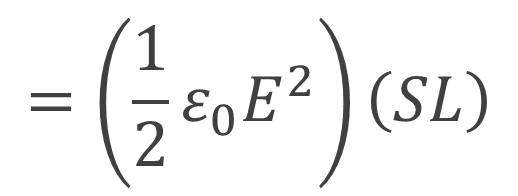 = (1/2 ε₀E²) (SL)